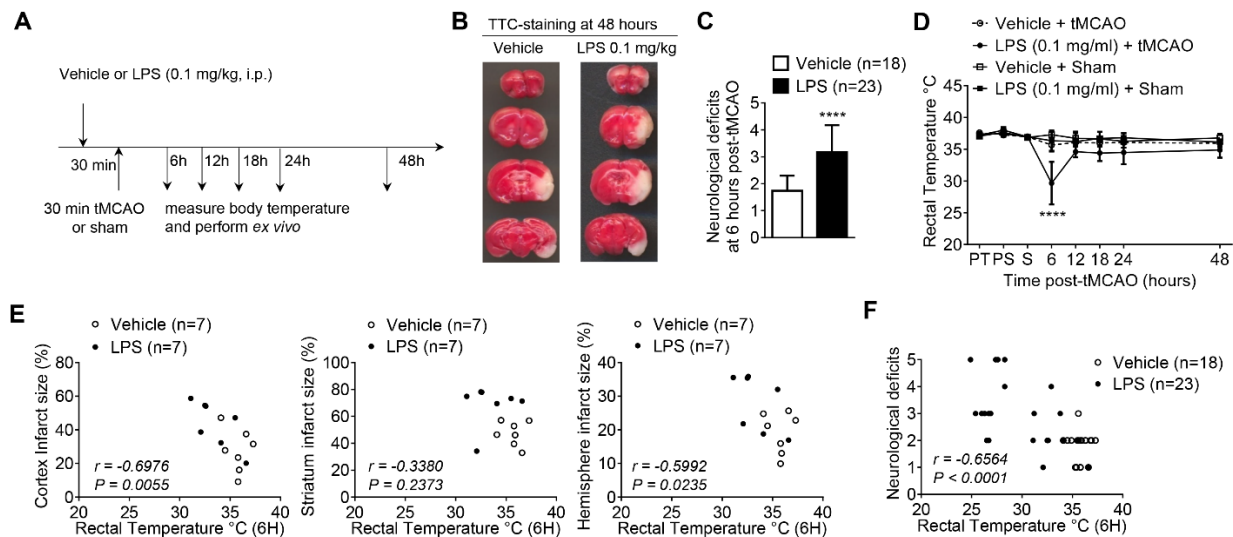 A
Vehicle or LPS (0.1 mg/kg, i.p.)
30 min
6h
12h
18h
24h
48h
30 min tMCAO
or sham
measure body temperature
and perform ex vivo
B
TTC-staining at 48 hours
Vehicle
LPS 0.1 mg/kg
C
Vehicle (n=18)
LPS (n=23)
Neurological deficits
at 6 hours post-tMCAO
5
4
3
2
1
0
****
D
Vehicle + tMCAO
LPS (0.1 mg/ml) + tMCAO
Vehicle + Sham
LPS (0.1 mg/ml) + Sham
Rectal Temperature °C
40
35
30
25
20
****
PT PS S 6 12 18 24 48
Time post-tMCAO (hours)
E
Vehicle (n=7)
LPS (n=7)
Cortex Infarct size (%)
80
60
40
20
0
r = -0.6976
P = 0.0055
20 25 30 35 40
Rectal Temperature °C (6H)
Vehicle (n=7)
LPS (n=7)
Striatum infarct size (%)
100
80
60
40
20
0
r = -0.3380
P = 0.2373
20 25 30 35 40
Rectal Temperature °C (6H)
Vehicle (n=7)
LPS (n=7)
Hemisphere infarct size (%)
40
30
20
10
0
r = -0.5992
P = 0.0235
20 25 30 35 40
Rectal Temperature °C (6H)
F
Vehicle (n=18)
LPS (n=23)
Neurological deficits
5
4
3
2
1
r = -0.6564
P < 0.0001
20 25 30 35 40
Rectal Temperature °C (6H)